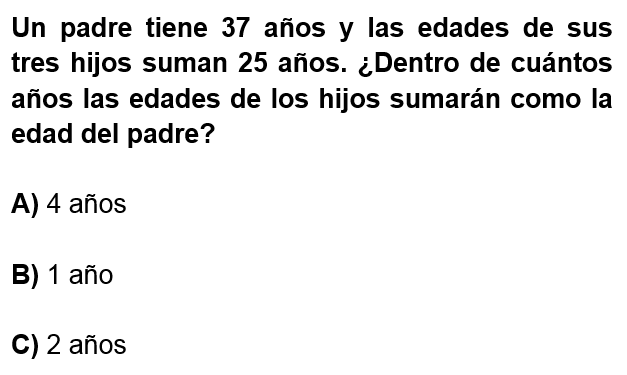 Un padre tiene 37 años y las edades de sus
tres hijos suman 25 años. ¿Dentro de cuántos
años las edades de los hijos sumarán como la
edad del padre?
A) 4 años
B) 1 año
C) 2 años